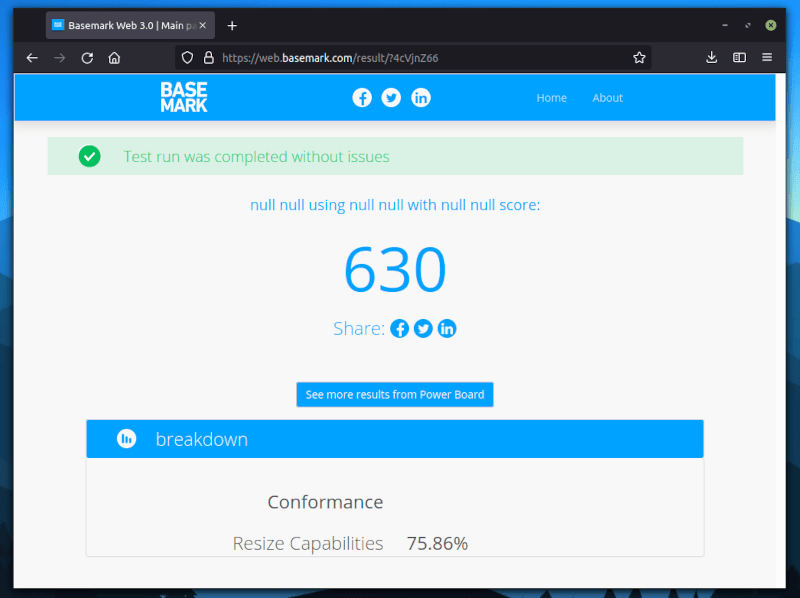 Basemark Web 3.0 | Main pa
https://web.basemark.com/result/?4cVjnZ66
BASE
MARK
Home About
Test run was completed without issues
null null using null null with null null score:
630
Share:
See more results from Power Board
breakdown
Conformance
Resize Capabilities 75.86%